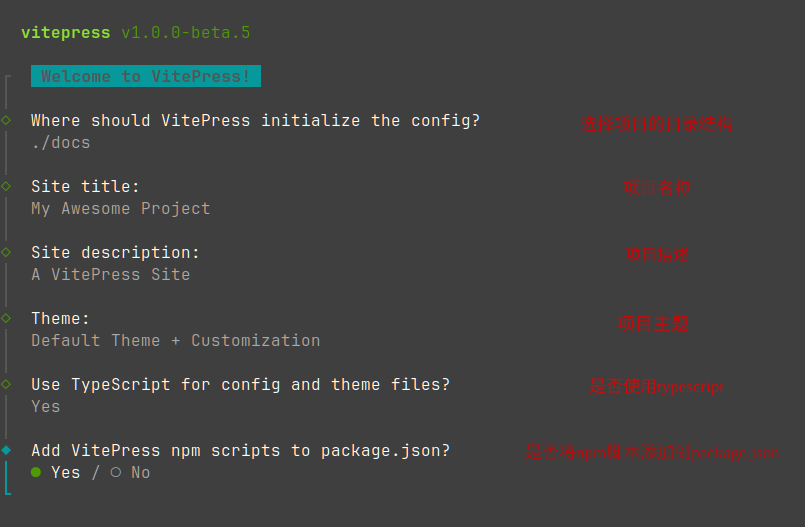 vitepress v1.0.0-beta.5
Welcome to VitePress!
Where should VitePress initialize the config? 选择项目的目录结构
./docs
Site title: 项目名称
My Awesome Project
Site description: 项目描述
A VitePress Site
Theme: 项目主题
Default Theme + Customization
Use TypeScript for config and theme files? 是否使用typescript
Yes
Add VitePress npm scripts to package.json? 是否将npm脚本添加到package.json
Yes / No